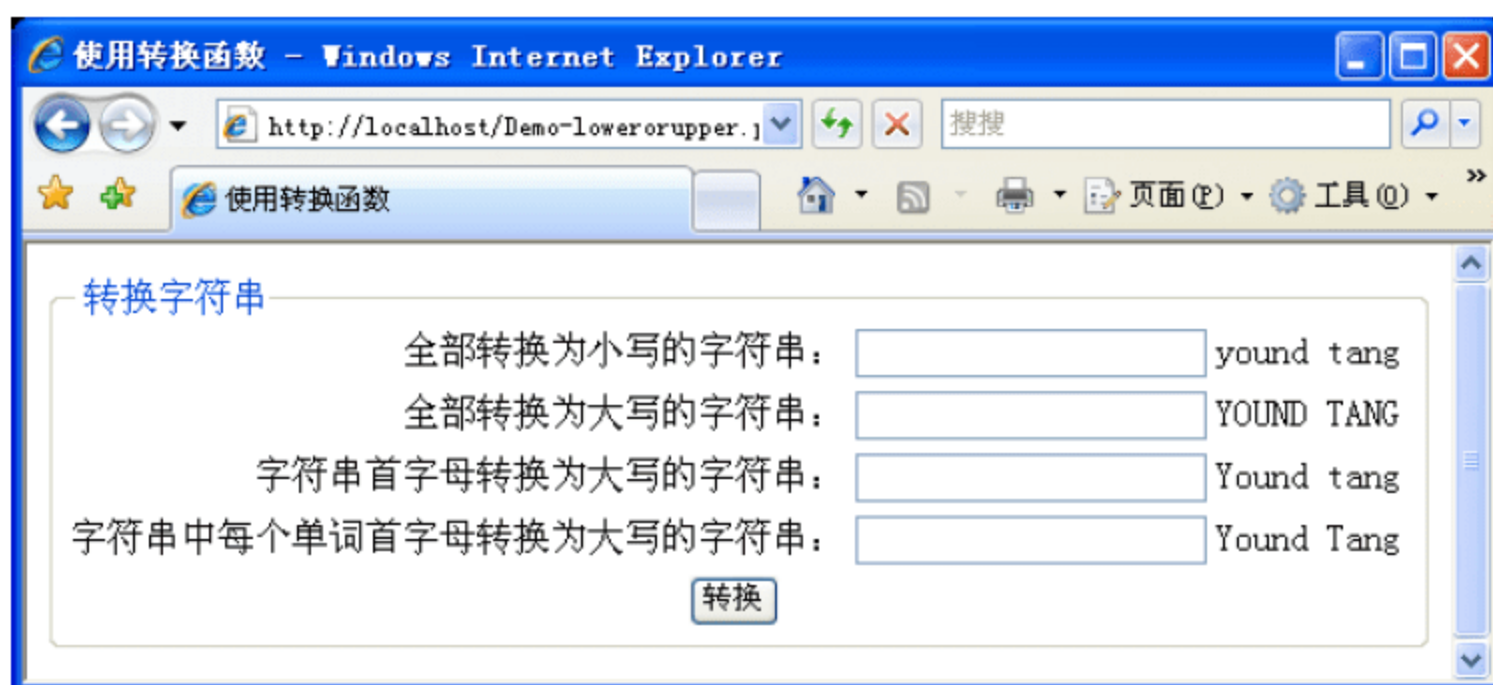 使用转换函数 - Windows Internet Explorer
http://localhost/Demo-lowerorupper.
搜搜
使用转换函数
页面(P)
工具(O)
»
转换字符串
全部转换为小写的字符串： yound tang
全部转换为大写的字符串： YOUND TANG
字符串首字母转换为大写的字符串： Yound tang
字符串中每个单词首字母转换为大写的字符串： Yound Tang
转换